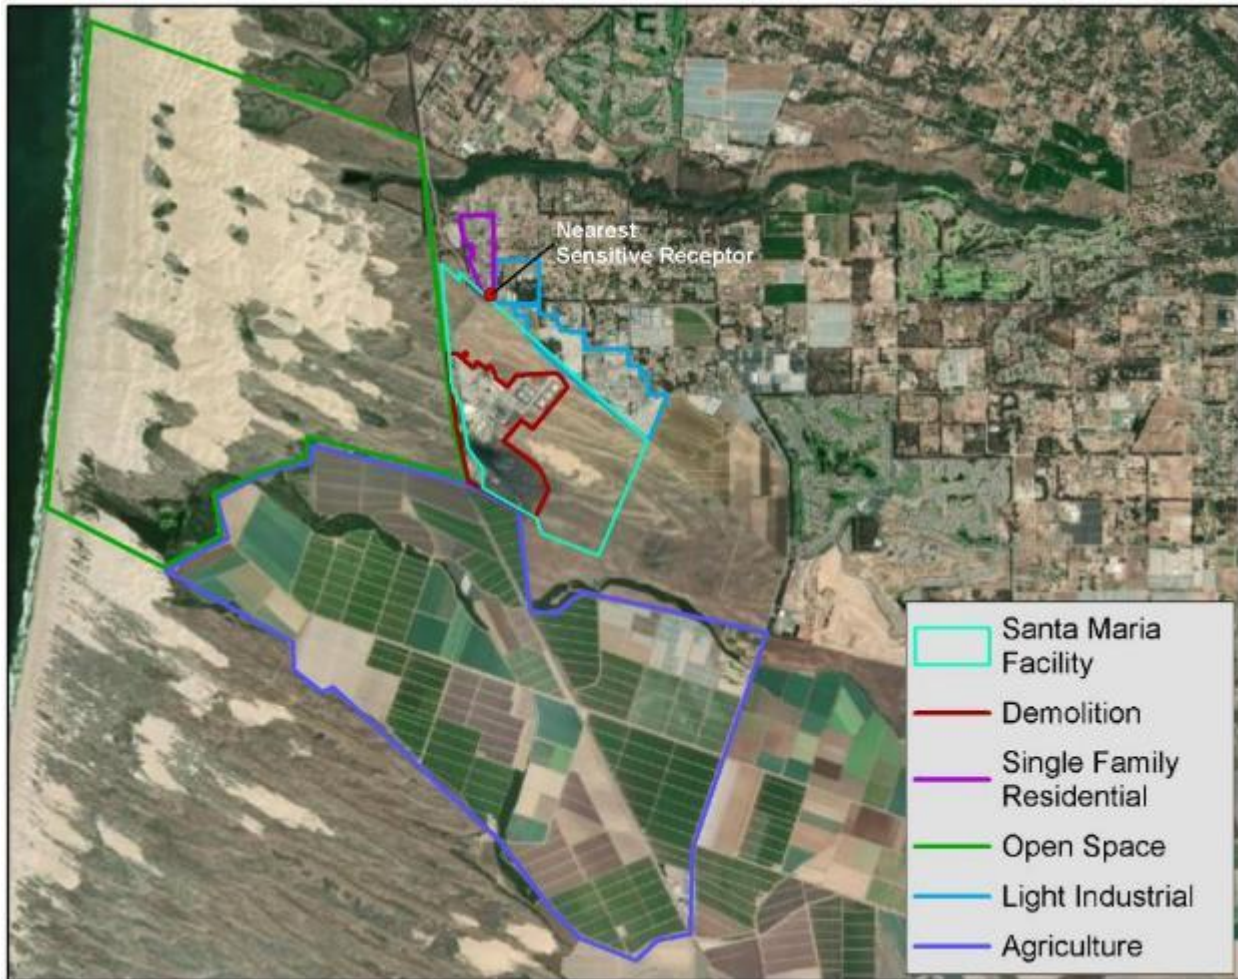 Nearest
Sensitive Receptor
Santa Maria
Facility
Demolition
Single Family
Residential
Open Space
Light Industrial
Agriculture